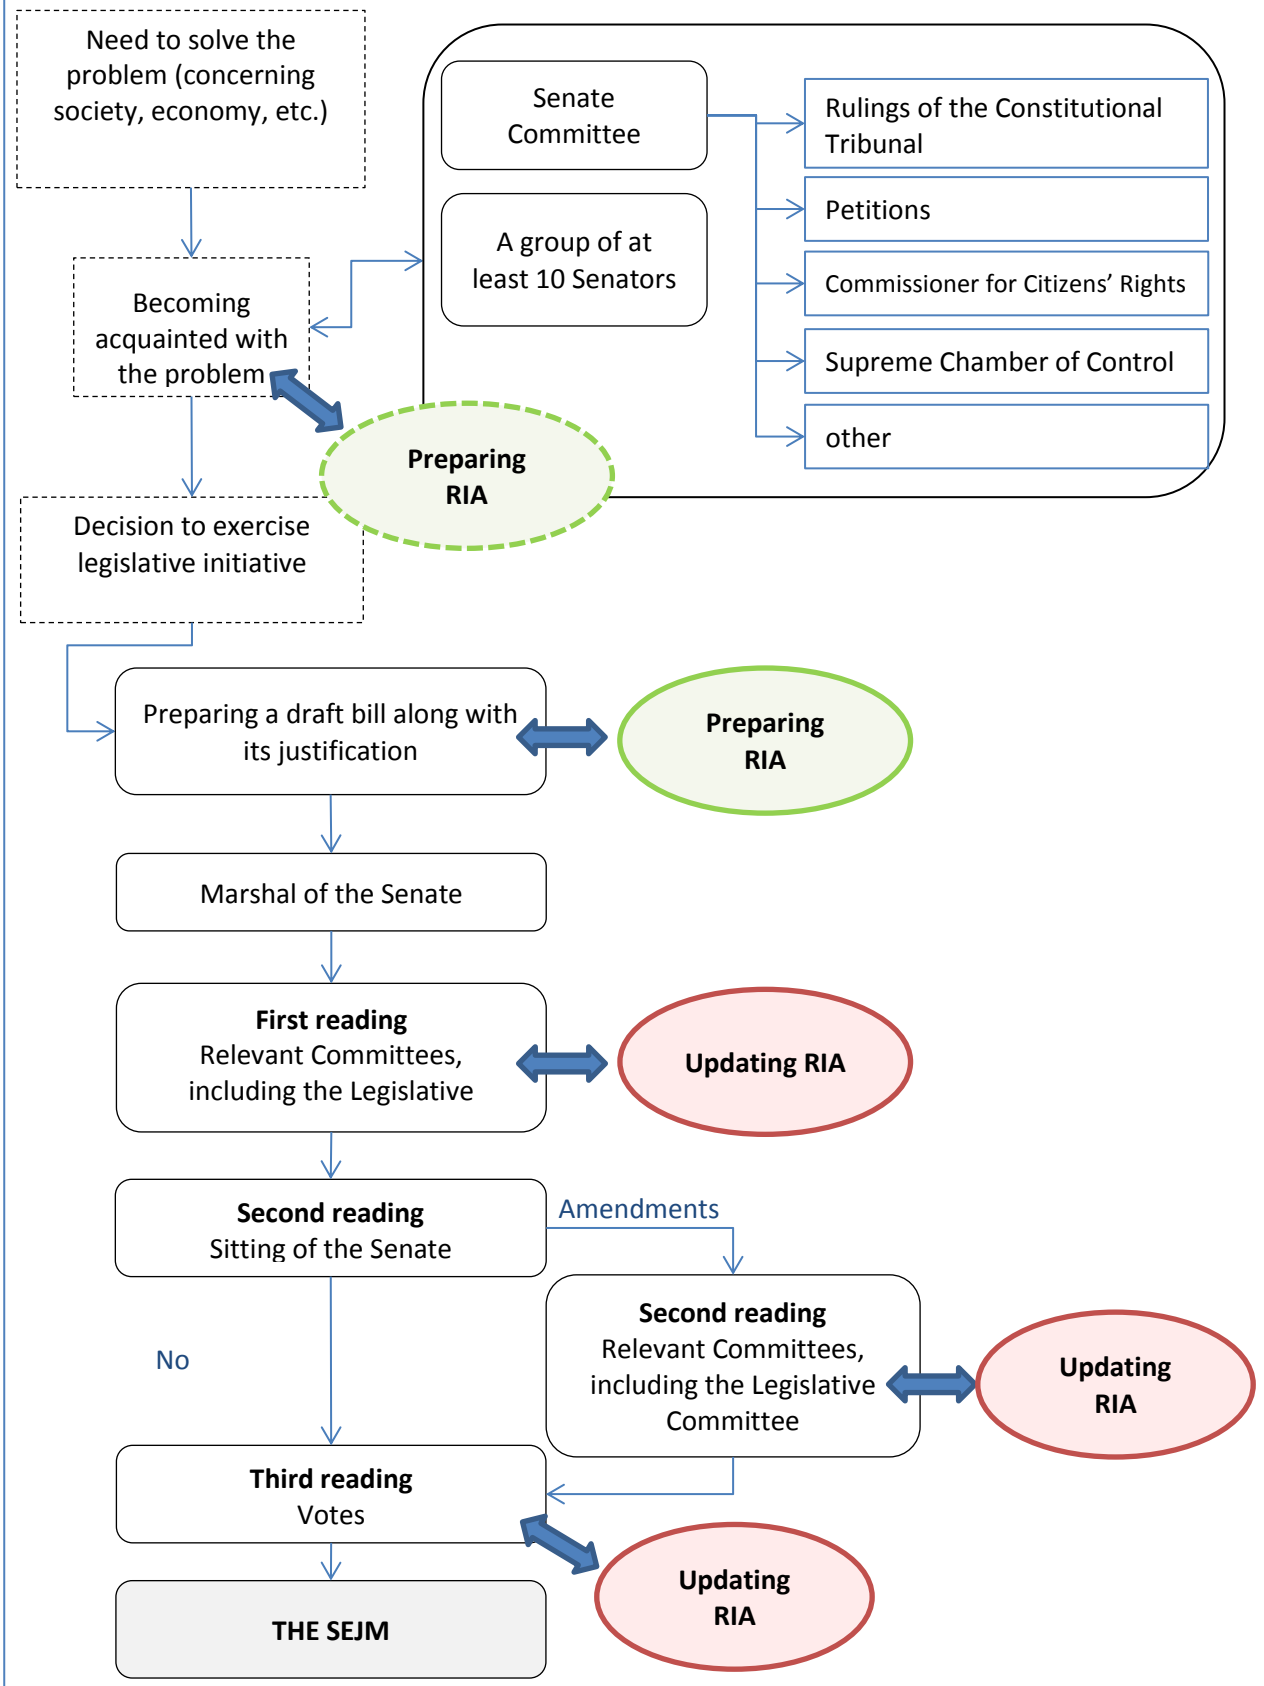 Need to solve the
problem (concerning
society, economy, etc.)
Senate
Committee
Rulings of the Constitutional
Tribunal
Petitions
A group of at
least 10 Senators
Commissioner for Citizens’ Rights
Becoming
acquainted with
the problem
Supreme Chamber of Control
other
Preparing
RIA
Decision to exercise
legislative initiative
Preparing a draft bill along with
its justification
Preparing
RIA
Marshal of the Senate
First reading
Relevant Committees,
including the Legislative
Updating RIA
Second reading
Sitting of the Senate
Amendments
Second reading
Relevant Committees,
including the Legislative
Committee
Updating
RIA
No
Third reading
Votes
Updating
RIA
THE SEJM